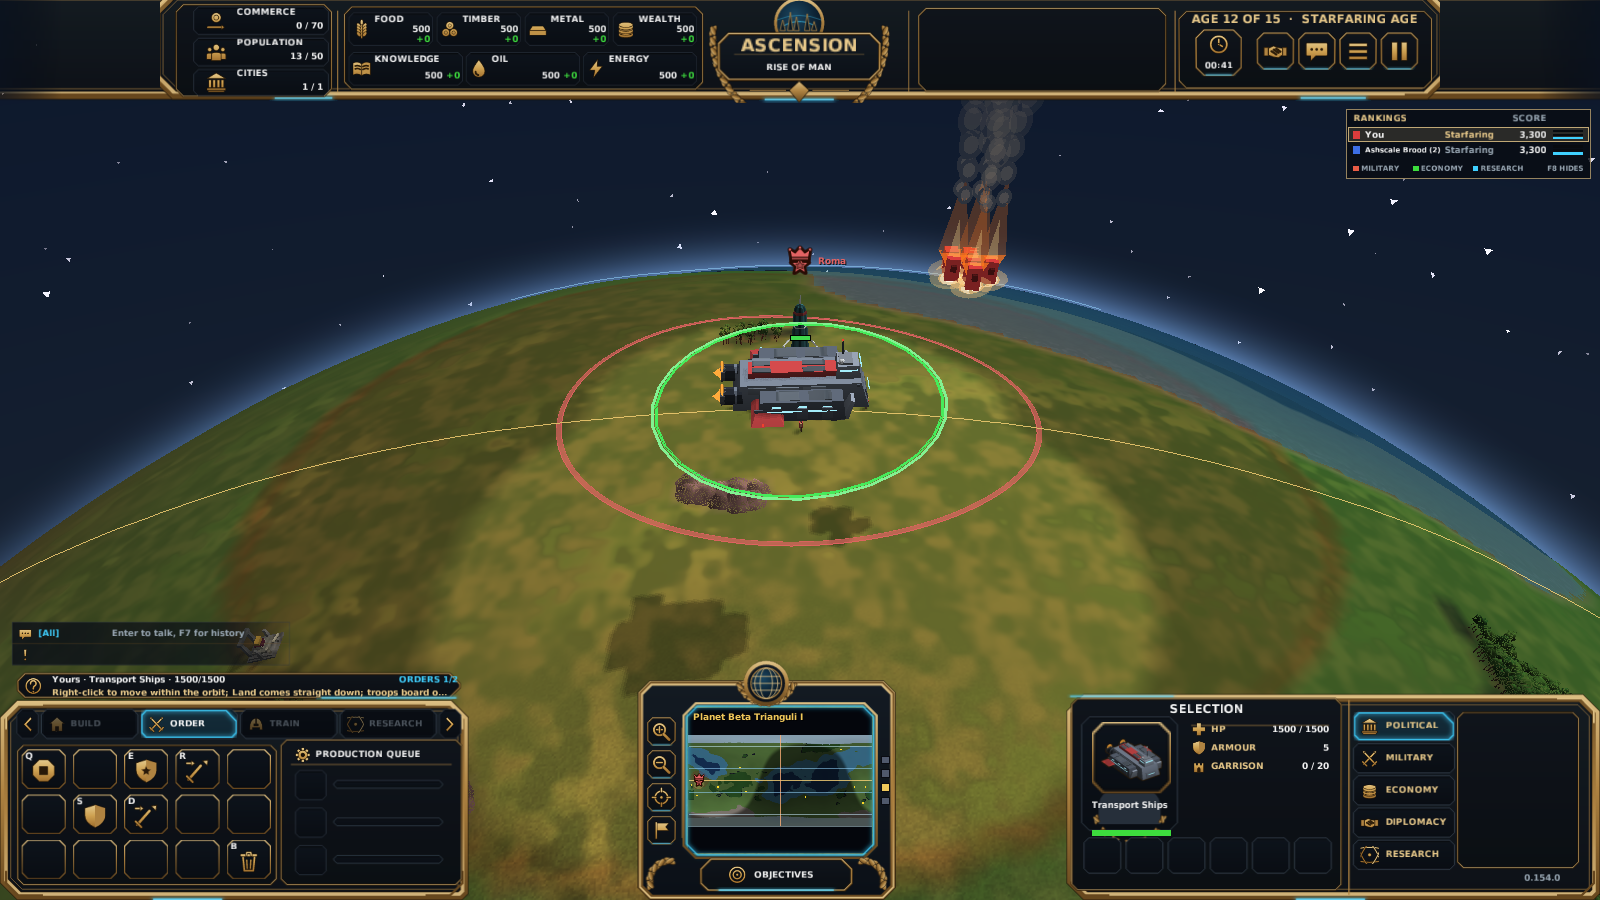 COMMERCE
0 / 70
POPULATION
13 / 50
CITIES
1 / 1
FOOD
500
+0
TIMBER
500
+0
METAL
500
+0
WEALTH
500
+0
KNOWLEDGE
500 +0
OIL
500 +0
ENERGY
500 +0
ASCENSION
RISE OF MAN
AGE 12 OF 15 · STARFARING AGE
00:41
RANKINGS SCORE
You Starfaring 3,300
Ashscale Brood (2) Starfaring 3,300
MILITARY ECONOMY RESEARCH F8 HIDES
Roma
[All] Enter to talk, F7 for history
!
Yours · Transport Ships · 1500/1500 ORDERS 1/2
Right-click to move within the orbit; Land comes straight down; troops board o...
BUILD ORDER TRAIN RESEARCH
Q E R
S D
B
PRODUCTION QUEUE
Planet Beta Trianguli I
OBJECTIVES
SELECTION
Transport Ships
HP 1500 / 1500
ARMOUR 5
GARRISON 0 / 20
POLITICAL
MILITARY
ECONOMY
DIPLOMACY
RESEARCH
0.154.0